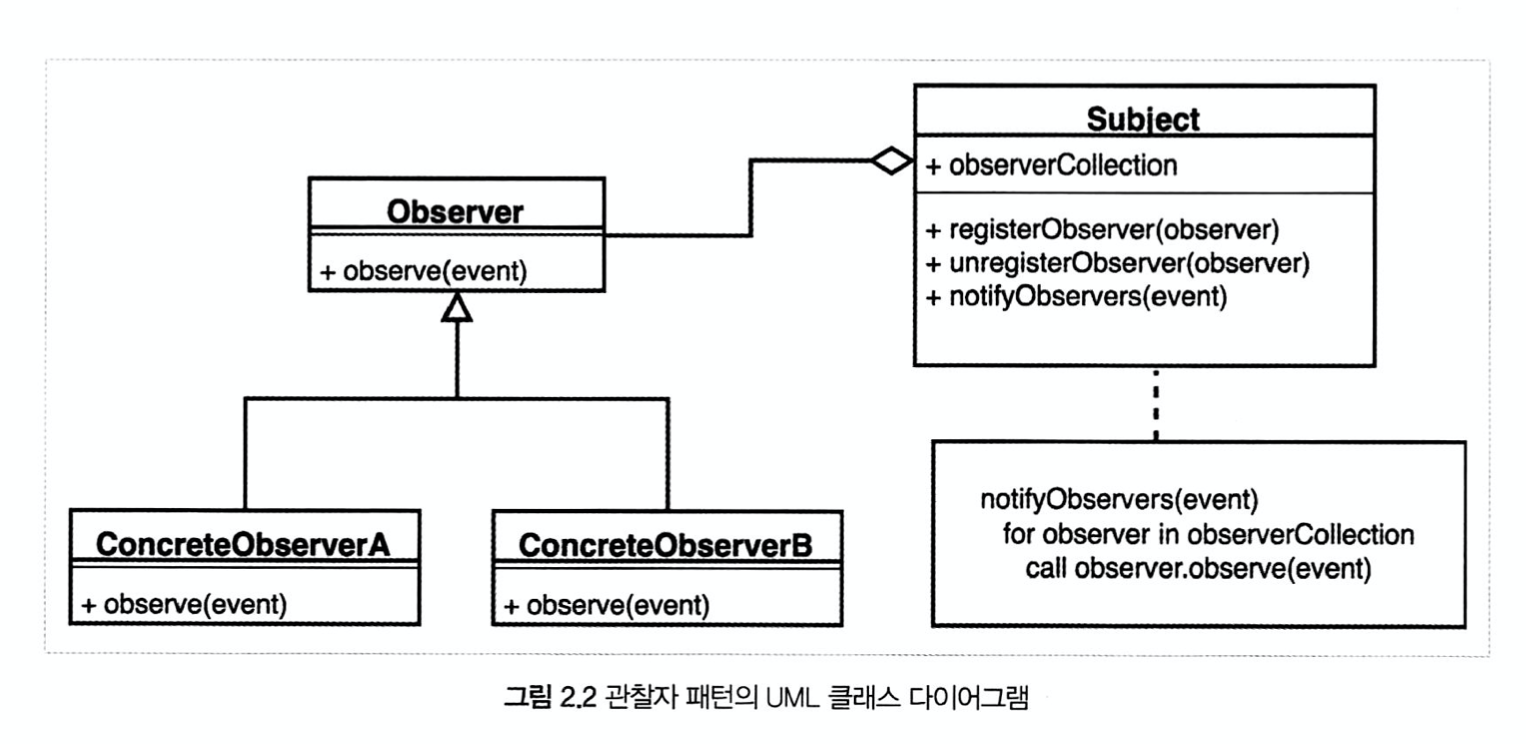 Observer
+ observe(event)
Subject
+ observerCollection
+ registerObserver(observer)
+ unregisterObserver(observer)
+ notifyObservers(event)
ConcreteObserverA
+ observe(event)
ConcreteObserverB
+ observe(event)
notifyObservers(event)
for observer in observerCollection
call observer.observe(event)
그림 2.2 관찰자 패턴의 UML 클래스 다이어그램